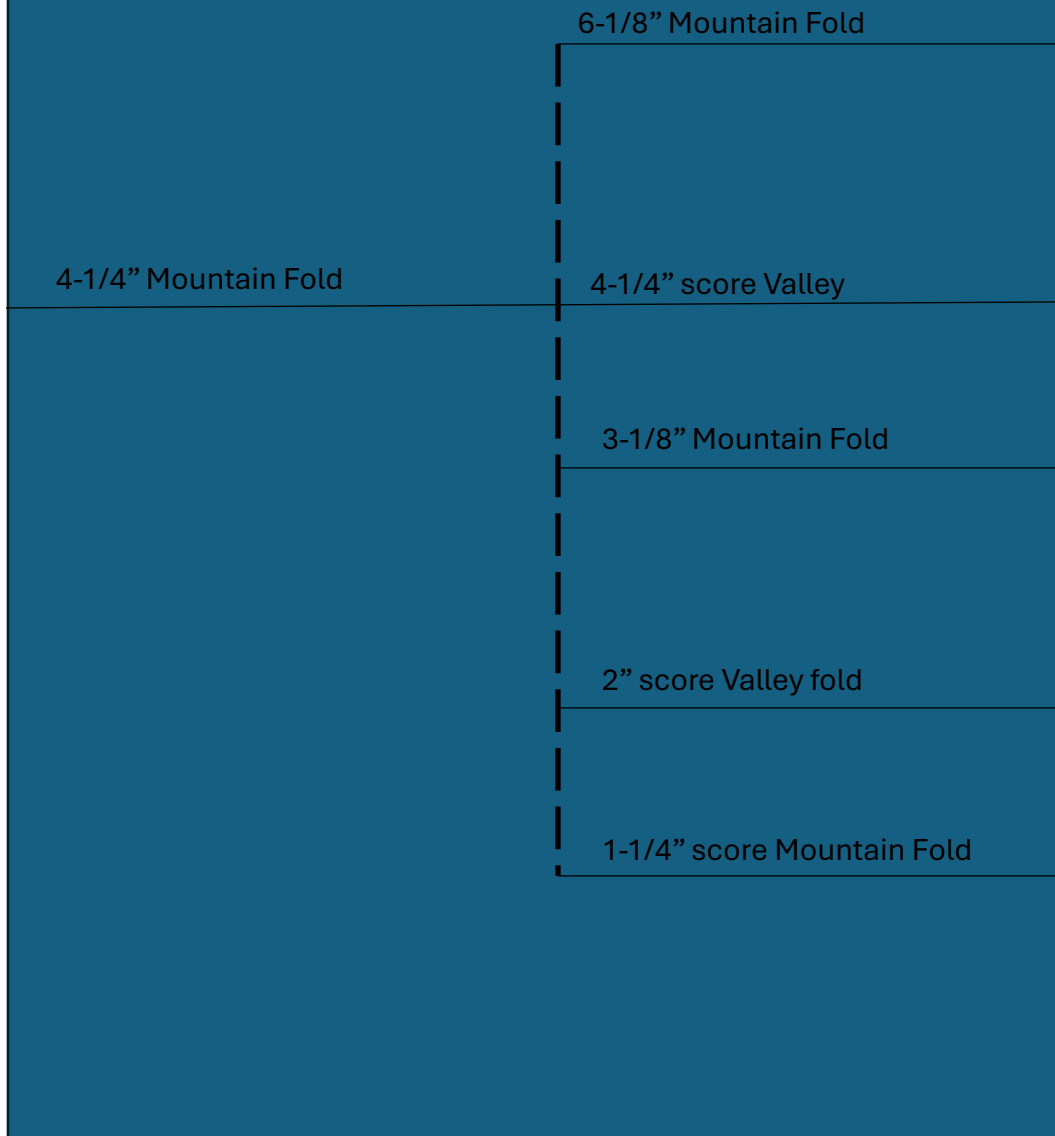 6-1/8” Mountain Fold
4-1/4” Mountain Fold
4-1/4” score Valley
3-1/8” Mountain Fold
2” score Valley fold
1-1/4” score Mountain Fold